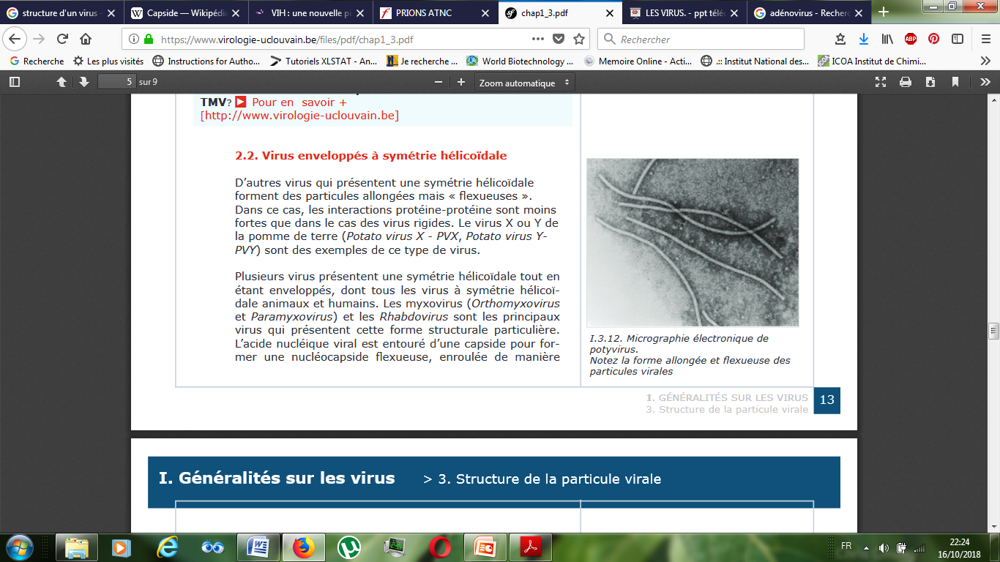 structure d'un virus
Capside — Wikipédi
VIH : une nouvelle pi
PRIONS ATNC
chap1_3.pdf
LES VIRUS. - ppt télé
adénovirus - Recherc
https://www.virologie-uclouvain.be/files/pdf/chap1_3.pdf
Rechercher
Recherche
Les plus visités
Instructions for Autho...
Tutoriels XLSTAT - An...
Je recherche ...
World Biotechnology ...
Memoire Online - Acti...
.:: Institut National des...
ICOA Institut de Chimi...
5 sur 9
Zoom automatique
TMV? Pour en savoir +
[http://www.virologie-uclouvain.be]
2.2. Virus enveloppés à symétrie hélicoïdale
D’autres virus qui présentent une symétrie hélicoïdale
forment des particules allongées mais « flexueuses ».
Dans ce cas, les interactions protéine-protéine sont moins
fortes que dans le cas des virus rigides. Le virus X ou Y de
la pomme de terre (Potato virus X - PVX, Potato virus Y-
PVY) sont des exemples de ce type de virus.
Plusieurs virus présentent une symétrie hélicoïdale tout en
étant enveloppés, dont tous les virus à symétrie hélicoï-
dale animaux et humains. Les myxovirus (Orthomyxovirus
et Paramyxovirus) et les Rhabdovirus sont les principaux
virus qui présentent cette forme structurale particulière.
L’acide nucléique viral est entouré d’une capside pour for-
mer une nucléocapside flexueuse, enroulée de manière
I.3.12. Micrographie électronique de
potyvirus.
Notez la forme allongée et flexueuse des
particules virales
I. GÉNÉRALITÉS SUR LES VIRUS
3. Structure de la particule virale
13
I. Généralités sur les virus > 3. Structure de la particule virale
FR
22:24
16/10/2018